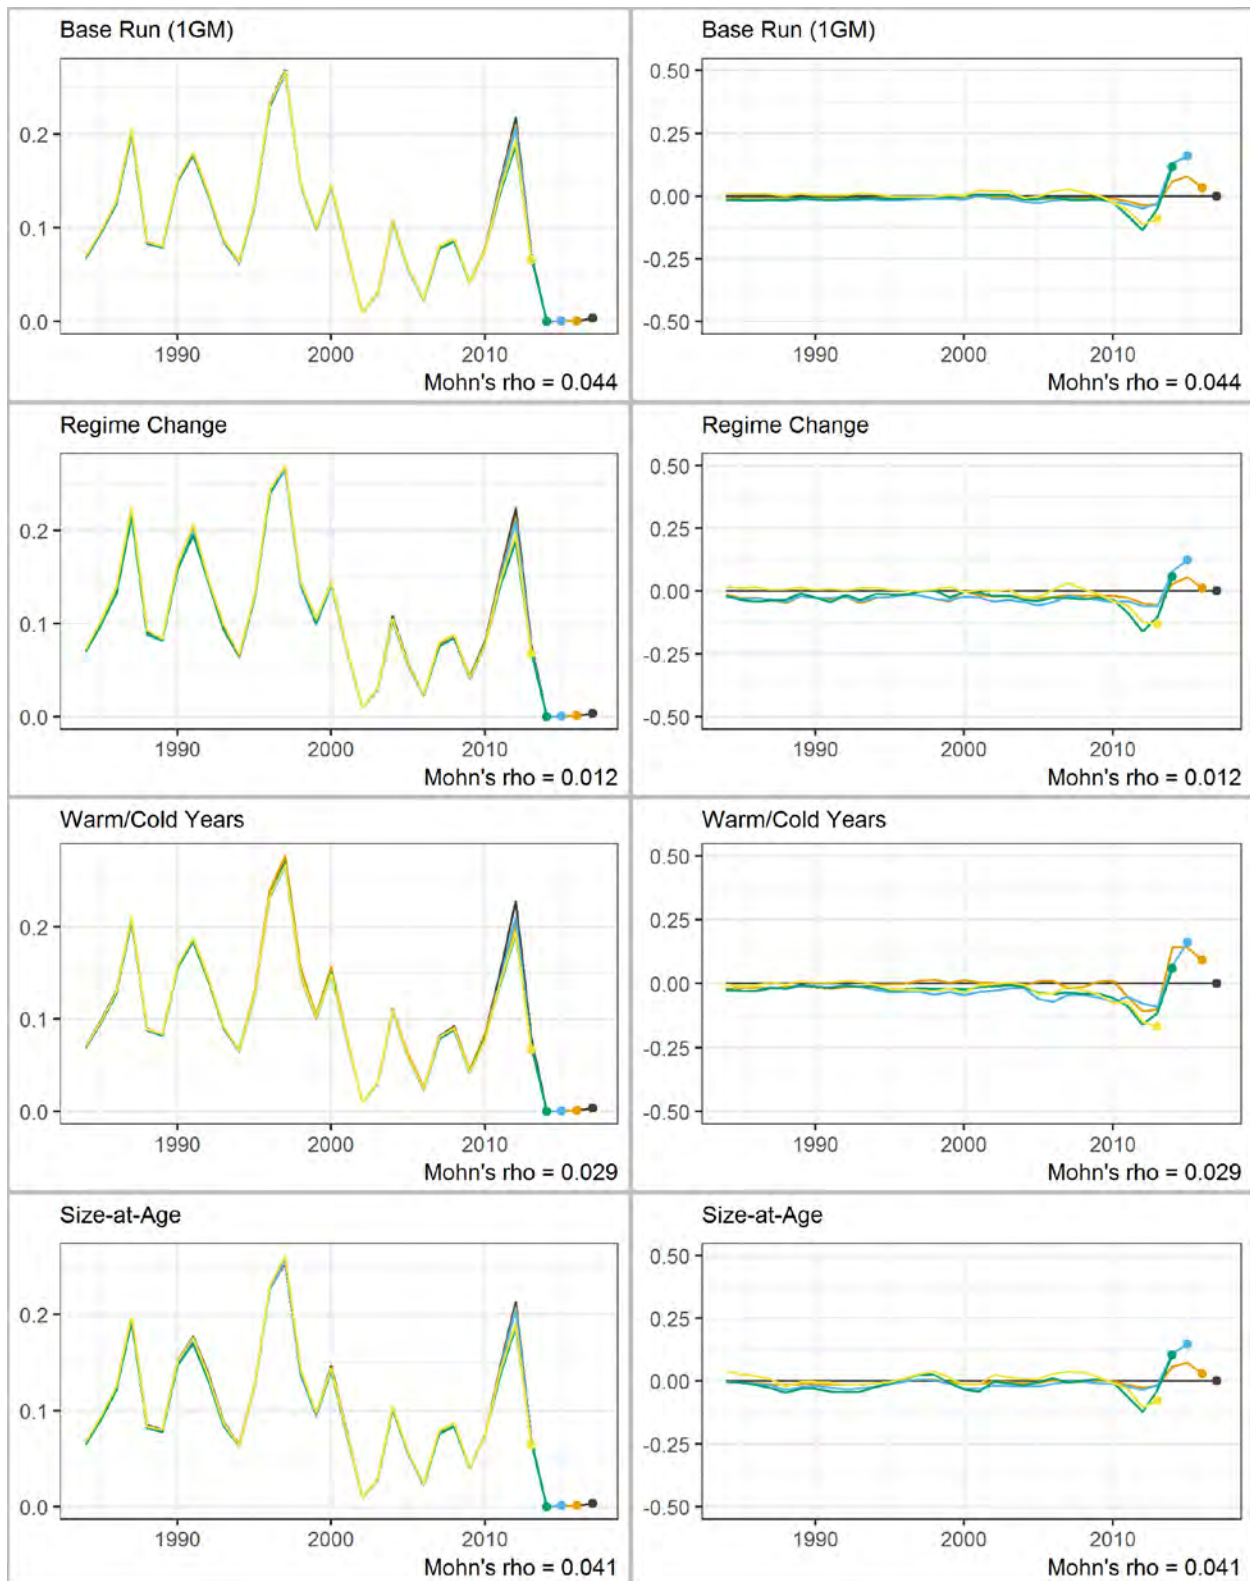 Base Run (1GM)
0.2
0.1
0.0
1990 2000 2010
Mohn's rho = 0.044
Base Run (1GM)
0.50
0.25
0.00
-0.25
-0.50
1990 2000 2010
Mohn's rho = 0.044
Regime Change
0.2
0.1
0.0
1990 2000 2010
Mohn's rho = 0.012
Regime Change
0.50
0.25
0.00
-0.25
-0.50
1990 2000 2010
Mohn's rho = 0.012
Warm/Cold Years
0.2
0.1
0.0
1990 2000 2010
Mohn's rho = 0.029
Warm/Cold Years
0.50
0.25
0.00
-0.25
-0.50
1990 2000 2010
Mohn's rho = 0.029
Size-at-Age
0.2
0.1
0.0
1990 2000 2010
Mohn's rho = 0.041
Size-at-Age
0.50
0.25
0.00
-0.25
-0.50
1990 2000 2010
Mohn's rho = 0.041